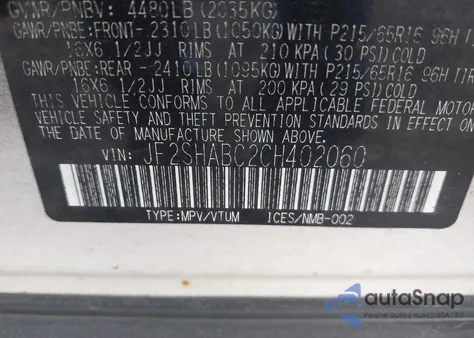 GVWR/PNBV: 4480LB (2035KG)
GAWR/PNBE: FRONT- 2310LB (1050KG) WITH P215/65R16 96H TIRES
16X6 1/2JJ RIMS AT 210 KPA (30 PSI) COLD
GAWR/PNBE: REAR - 2410LB (1095KG) WITH P215/65R16 96H TIRES
16X6 1/2JJ RIMS AT 200 KPA (29 PSI) COLD
THIS VEHICLE CONFORMS TO ALL APPLICABLE FEDERAL MOTOR
VEHICLE SAFETY AND BUMPER STANDARDS IN EFFECT ON
THE DATE OF MANUFACTURE SHOWN ABOVE.
VIN: JF2SHABC2CH402060
TYPE:MPV/VTUM ICES/NMB-002
autoSnap